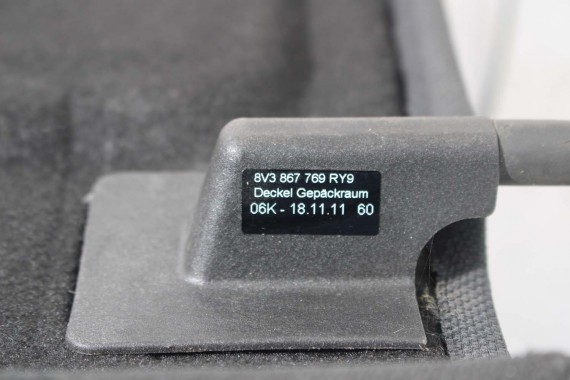 8V3 867 769 RY9
Deckel Gepäckraum
06K - 18.11.11 60